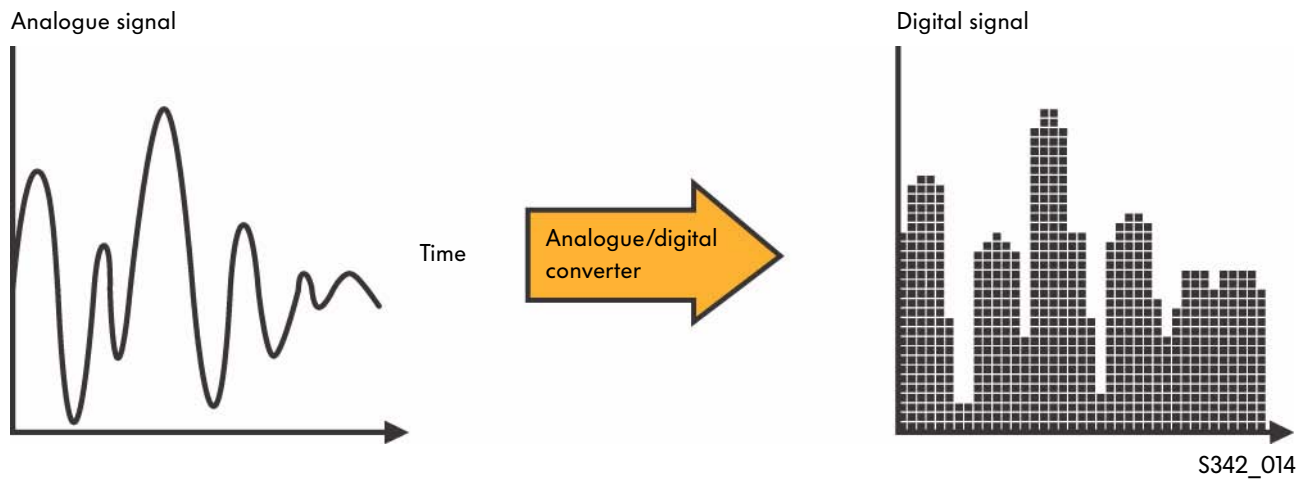 Analogue signal
Digital signal
Time
Analogue/digital
converter
S342_014